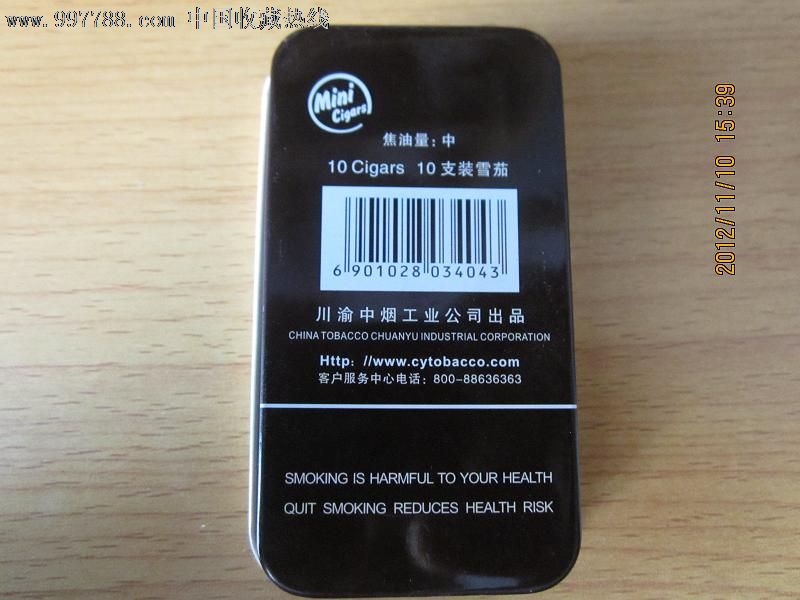 www.997788.com 中国收藏热线
Mini
Cigars
焦油量：中
10 Cigars 10 支装雪茄
6 901028 034043
川渝中烟工业公司出品
CHINA TOBACCO CHUANYU INDUSTRIAL CORPORATION
Http: //www.cytobacco.com
客户服务中心电话：800-88636363
SMOKING IS HARMFUL TO YOUR HEALTH
QUIT SMOKING REDUCES HEALTH RISK
2012/11/10 15:39